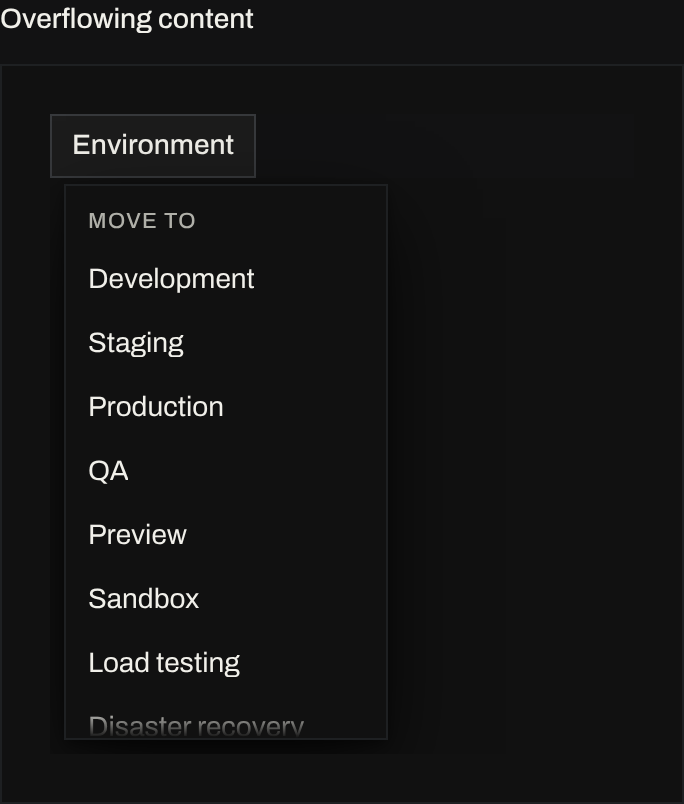 Overflowing content
Environment
MOVE TO
Development
Staging
Production
QA
Preview
Sandbox
Load testing
Disaster recovery